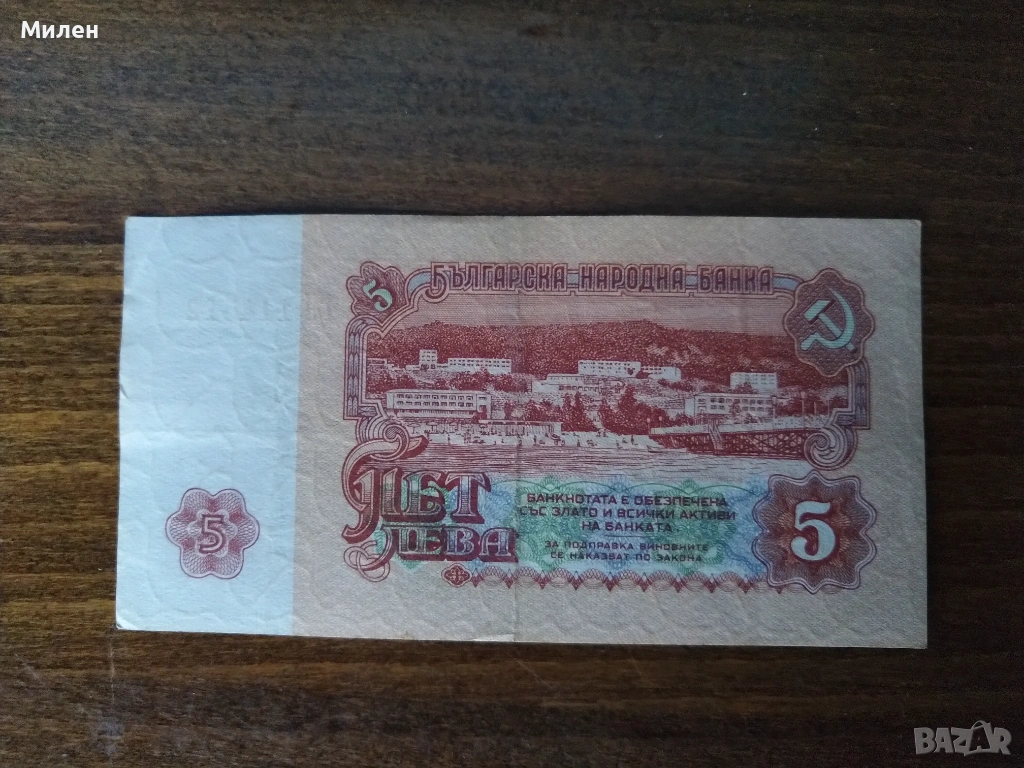 Милен
БЪЛГАРСКА НАРОДНА БАНКА
5
ПЕТ
ЛЕВА
БАНКНОТАТА Е ОБЕЗПЕЧЕНА
СЪС ЗЛАТО И ВСИЧКИ АКТИВИ
НА БАНКАТА
ЗА ПОДПРАВКА ВИНОВНИТЕ
СЕ НАКАЗВАТ ПО ЗАКОНА
5
5
BAZAR